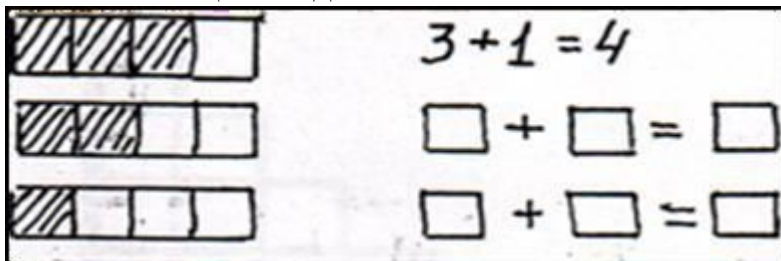 3+1=4
□ + □ = □
□ + □ = □